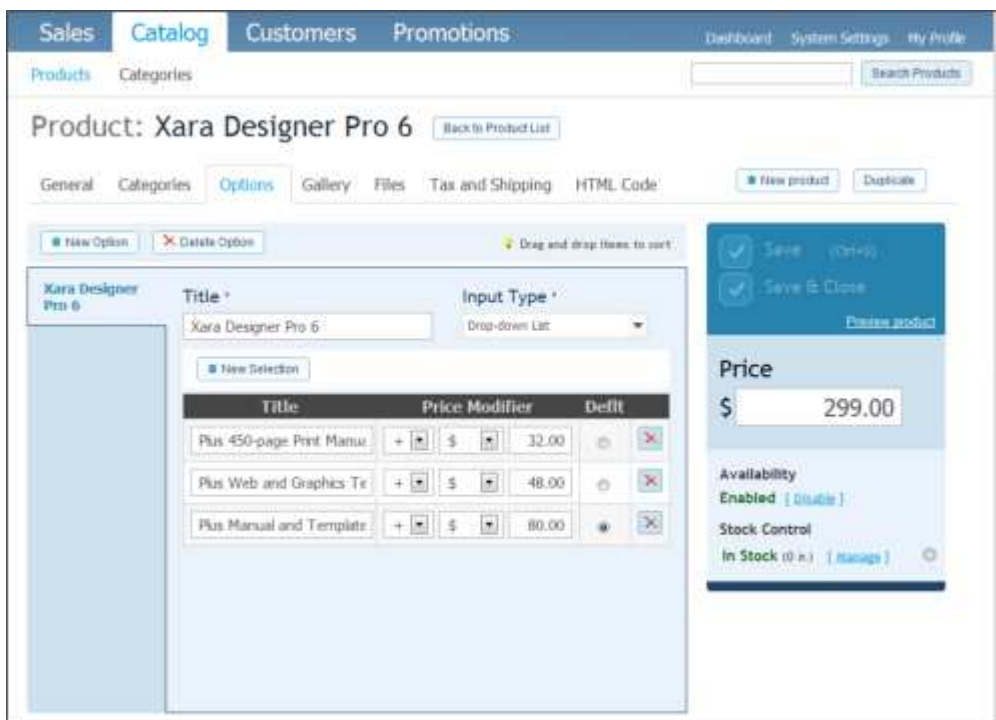 Sales Catalog Customers Promotions Dashboard System Settings My Profile
Products Categories Search Products
Product: Xara Designer Pro 6 Back to Product List
General Categories Options Gallery Files Tax and Shipping HTML Code New product Duplicate
New Option Delete Option Drag and drop items to sort
Save (Ctrl+S)
Save & Close
Preview product
Xara Designer
Pro 6
Title * Input Type *
Xara Designer Pro 6 Drop-down List
New Selection
Title Price Modifier Deflt
Plus 450-page Print Manua + $ 32.00
Plus Web and Graphics Te + $ 48.00
Plus Manual and Template + $ 80.00
Price
$ 299.00
Availability
Enabled [ Disable ]
Stock Control
In Stock [ Manage ]